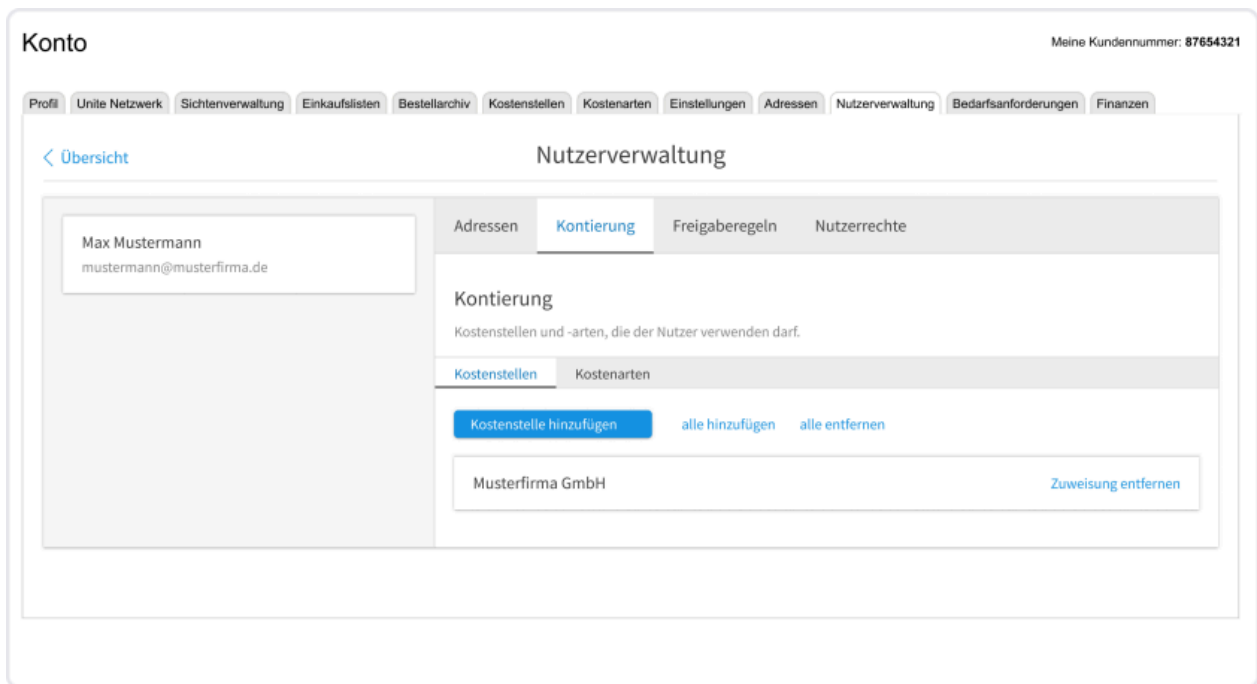 Konto
Meine Kundennummer: 87654321
Profil Unite Netzwerk Sichtenverwaltung Einkaufslisten Bestellarchiv Kostenstellen Kostenarten Einstellungen Adressen Nutzerverwaltung Bedarfsanforderungen Finanzen
Übersicht
Nutzerverwaltung
Max Mustermann
mustermann@musterfirma.de
Adressen Kontierung Freigaberegeln Nutzerrechte
Kontierung
Kostenstellen und -arten, die der Nutzer verwenden darf.
Kostenstellen Kostenarten
Kostenstelle hinzufügen alle hinzufügen alle entfernen
Musterfirma GmbH Zuweisung entfernen